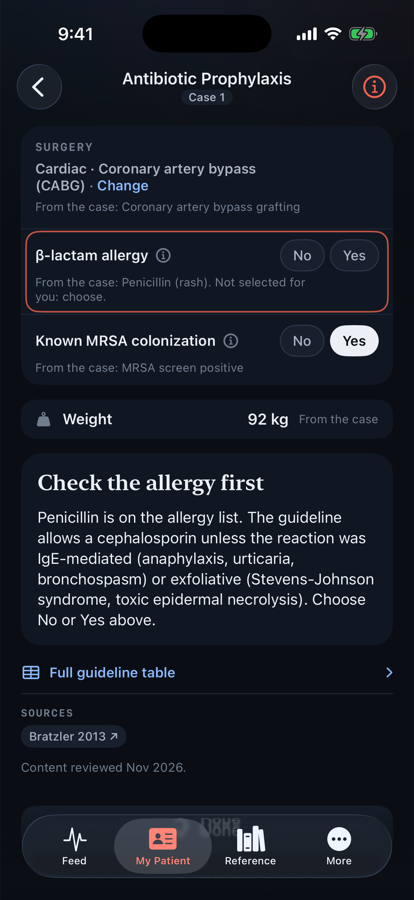 9:41
Antibiotic Prophylaxis
Case 1
SURGERY
Cardiac · Coronary artery bypass
(CABG) · Change
From the case: Coronary artery bypass grafting
β-lactam allergy
No Yes
From the case: Penicillin (rash). Not selected for
you: choose.
Known MRSA colonization
No Yes
From the case: MRSA screen positive
Weight 92 kg From the case
Check the allergy first
Penicillin is on the allergy list. The guideline
allows a cephalosporin unless the reaction was
IgE-mediated (anaphylaxis, urticaria,
bronchospasm) or exfoliative (Stevens-Johnson
syndrome, toxic epidermal necrolysis). Choose
No or Yes above.
Full guideline table
SOURCES
Bratzler 2013 ↗
Content reviewed Nov 2026.
Feed My Patient Reference More